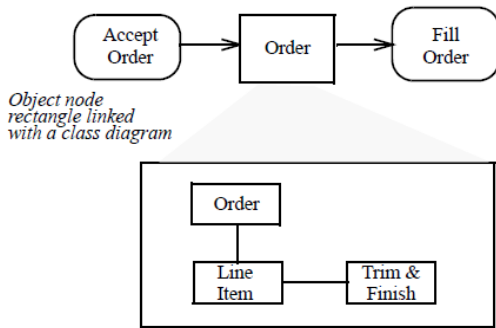 Accept
Order
Order
Fill
Order
Object node
rectangle linked
with a class diagram
Order
Line
Item
Trim &
Finish